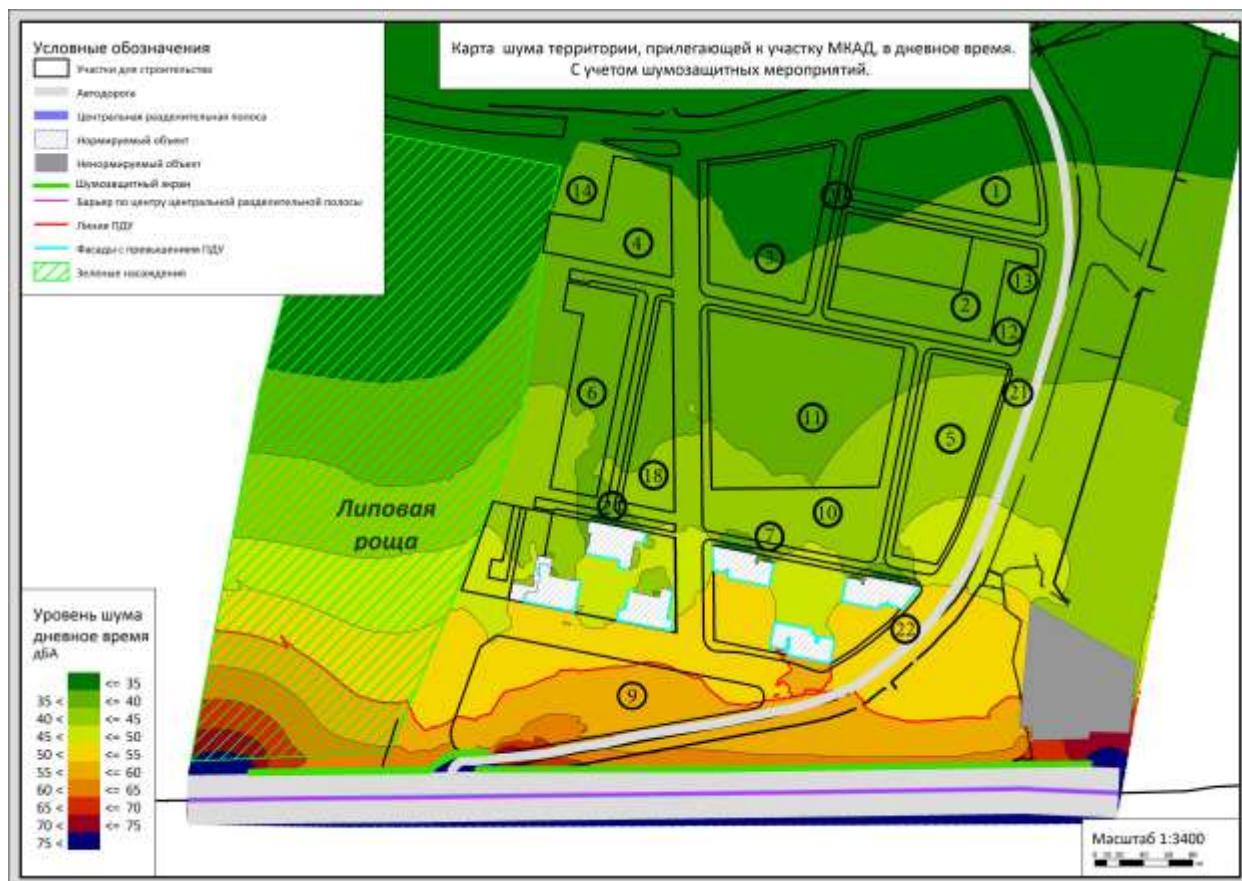 Условные обозначения
Участки для строительства
Автодорога
Центральная разделительная полоса
Нормируемый объект
Ненормируемый объект
Шумозащитный экран
Барьер по центру центральной разделительной полосы
Линия ПДУ
Фасады с превышением ПДУ
Зеленые насаждения
Карта шума территории, прилегающей к участку МКАД, в дневное время.
С учетом шумозащитных мероприятий.
14
1
4
3
13
2
12
6
21
11
5
18
10
7
Липовая
роща
22
9
Уровень шума
дневное время
дБА
<= 35
35 < <= 40
40 < <= 45
45 < <= 50
50 < <= 55
55 < <= 60
60 < <= 65
65 < <= 70
70 < <= 75
75 <
Масштаб 1:3400